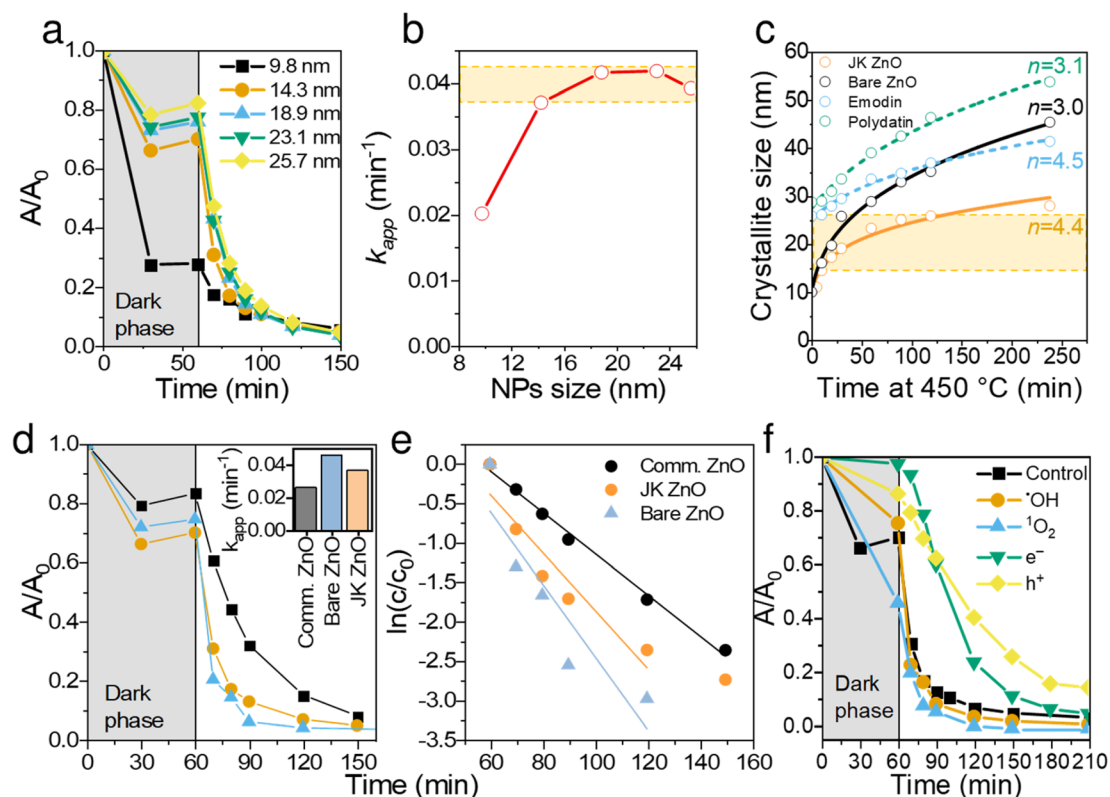 a
A/A0
1.0
0.8
0.6
0.4
0.2
0.0
9.8 nm
14.3 nm
18.9 nm
23.1 nm
25.7 nm
Dark
phase
0 50 100 150
Time (min)
b
kapp (min⁻¹)
0.04
0.03
0.02
0.01
0.00
8 12 16 20 24
NPs size (nm)
c
Crystallite size (nm)
60
50
40
30
20
10
0
JK ZnO
Bare ZnO
Emodin
Polydatin
n=3.1
n=3.0
n=4.5
n=4.4
0 50 100 150 200 250
Time at 450 °C (min)
d
A/A0
1.0
0.8
0.6
0.4
0.2
0.0
Dark
phase
kapp (min⁻¹)
0.04
0.02
0.00
Comm. ZnO
Bare ZnO
JK ZnO
0 30 60 90 120 150
Time (min)
e
ln(c/c0)
0.0
-0.5
-1.0
-1.5
-2.0
-2.5
-3.0
-3.5
Comm. ZnO
JK ZnO
Bare ZnO
60 80 100 120 140 160
f
A/A0
1.0
0.8
0.6
0.4
0.2
0.0
Control
•OH
¹O₂
e⁻
h⁺
Dark
phase
0 30 60 90 120 150 180 210
Time (min)